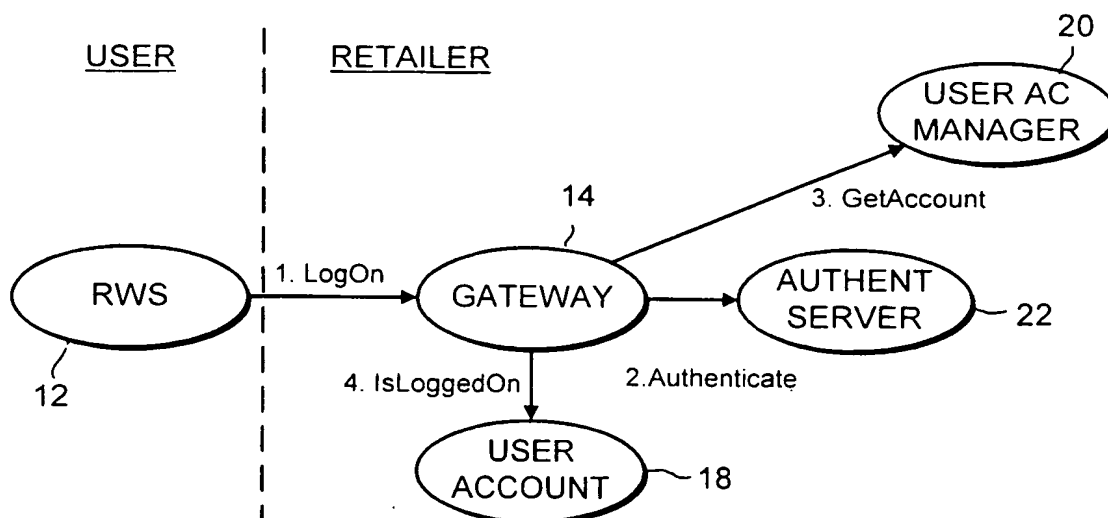 USER
RETAILER
20
USER AC
MANAGER
3. GetAccount
14
1. LogOn
RWS
GATEWAY
AUTHENT
SERVER
22
12
4. IsLoggedOn
2.Authenticate
USER
ACCOUNT
18